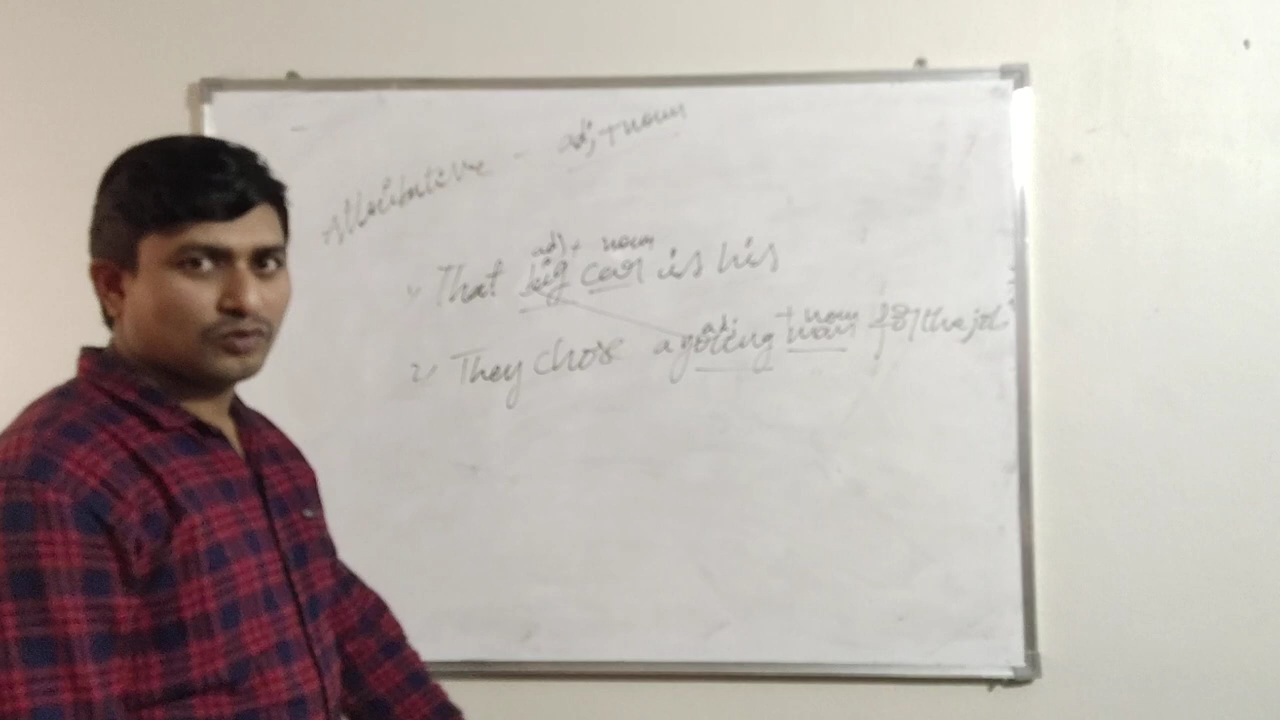 Attributive - adj + noun
adj + noun
1) That big car is his
adj + noun
2) They chose a young man for the job